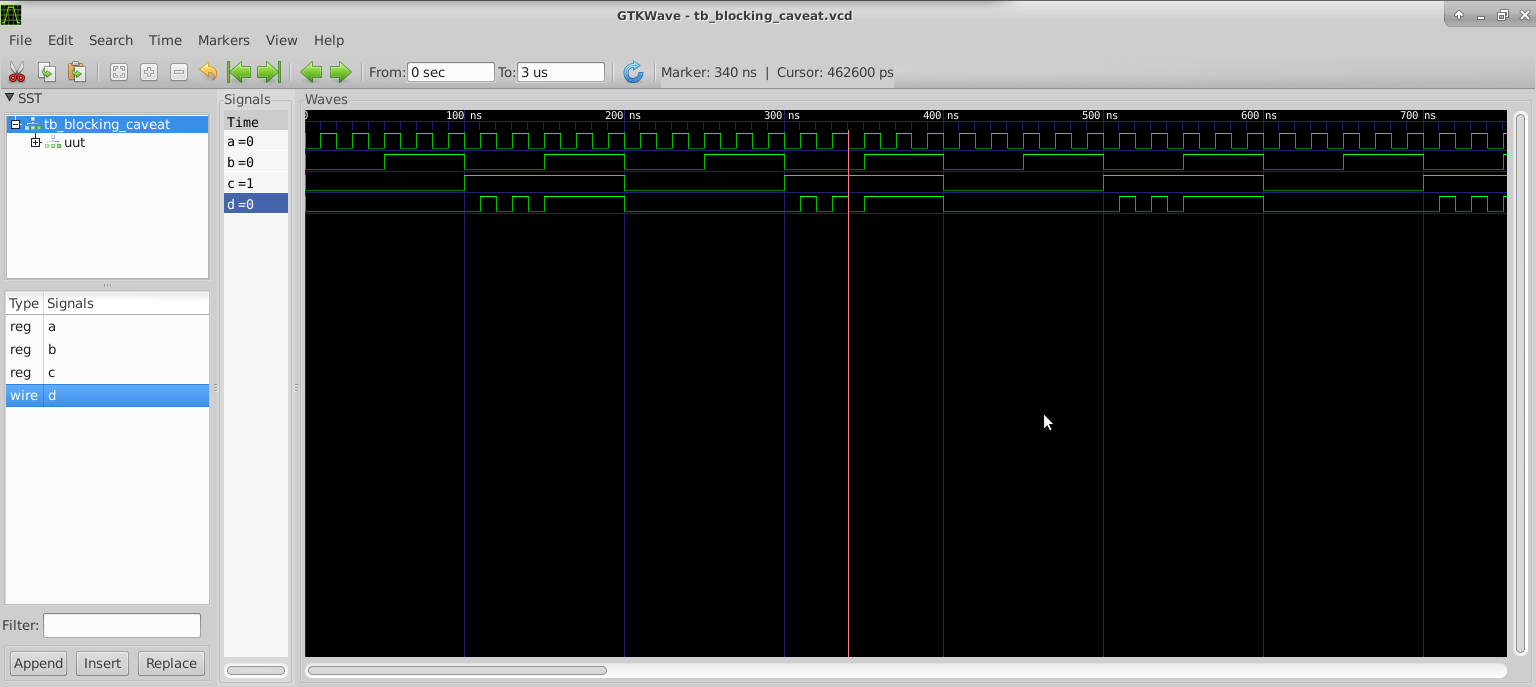 GTKWave - tb_blocking_caveat.vcd
File Edit Search Time Markers View Help
From: 0 sec To: 3 us Marker: 340 ns | Cursor: 462600 ps
SST
tb_blocking_caveat
uut
Type Signals
reg a
reg b
reg c
wire d
Filter:
Append Insert Replace
Signals
Time
a =0
b =0
c =1
d =0
Waves
0 100 ns 200 ns 300 ns 400 ns 500 ns 600 ns 700 ns